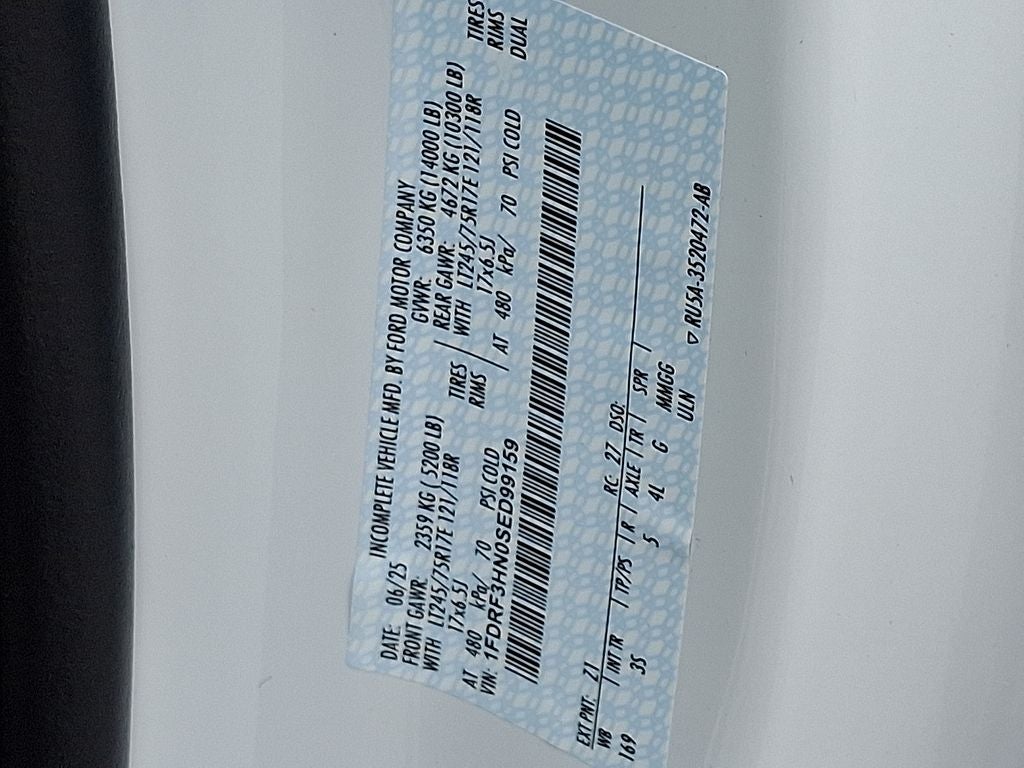 INCOMPLETE VEHICLE MFD. BY FORD MOTOR COMPANY
DATE: 06/25 GVWR: 6350 KG (14000 LB)
FRONT GAWR: 2359 KG ( 5200 LB) REAR GAWR: 4672 KG (10300 LB)
WITH LT245/75R17E 121/118R TIRES WITH LT245/75R17E 121/118R TIRES
17x6.5J RIMS 17x6.5J RIMS
AT 480 kPa/ 70 PSI COLD AT 480 kPa/ 70 PSI COLD DUAL
VIN: 1FDRF3HN0SED99159
EXT PNT: Z1 RC: 27 DSO:
WB | INT TR | TP/PS | R | AXLE | TR | SPR |
169 3S 5 4L G MMGG
ULN
▽ RU5A-3520472-AB